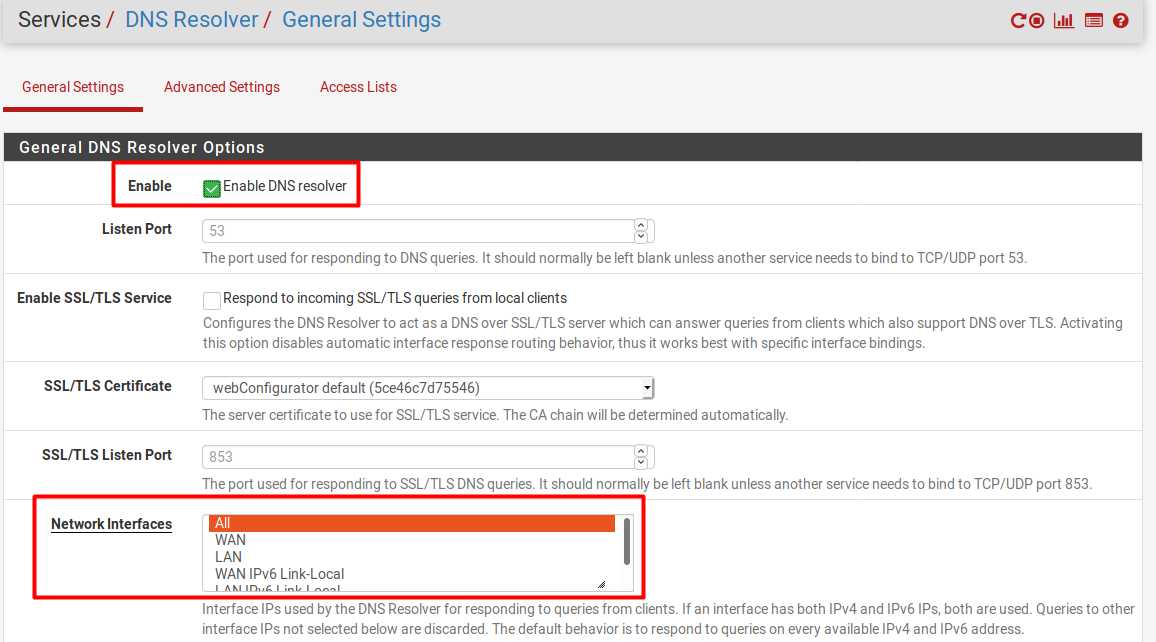 Services / DNS Resolver / General Settings
General Settings
Advanced Settings
Access Lists
General DNS Resolver Options
Enable
Enable DNS resolver
Listen Port
53
The port used for responding to DNS queries. It should normally be left blank unless another service needs to bind to TCP/UDP port 53.
Enable SSL/TLS Service
Respond to incoming SSL/TLS queries from local clients
Configures the DNS Resolver to act as a DNS over SSL/TLS server which can answer queries from clients which also support DNS over TLS. Activating
this option disables automatic interface response routing behavior, thus it works best with specific interface bindings.
SSL/TLS Certificate
webConfigurator default (5ce46c7d75546)
The server certificate to use for SSL/TLS service. The CA chain will be determined automatically.
SSL/TLS Listen Port
853
The port used for responding to SSL/TLS DNS queries. It should normally be left blank unless another service needs to bind to TCP/UDP port 853.
Network Interfaces
All
WAN
LAN
WAN IPv6 Link-Local
LAN IPv6 Link-Local
Interface IPs used by the DNS Resolver for responding to queries from clients. If an interface has both IPv4 and IPv6 IPs, both are used. Queries to other
interface IPs not selected below are discarded. The default behavior is to respond to queries on every available IPv4 and IPv6 address.